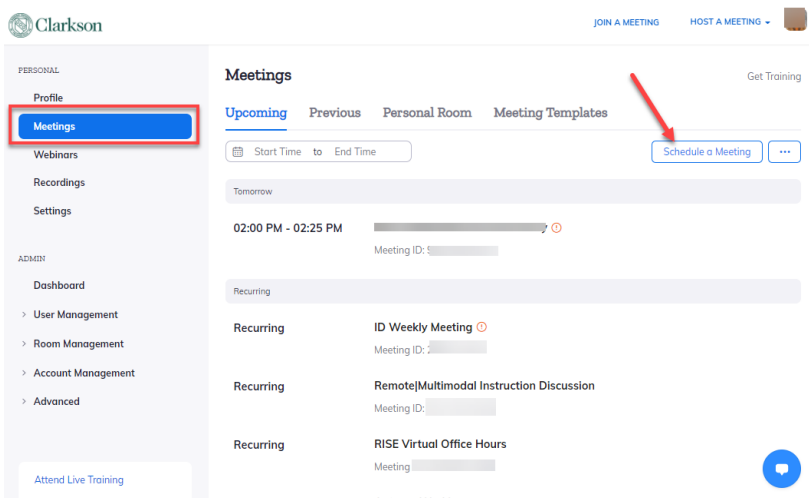 Clarkson
JOIN A MEETING
HOST A MEETING
PERSONAL
Profile
Meetings
Webinars
Recordings
Settings
ADMIN
Dashboard
User Management
Room Management
Account Management
Advanced
Attend Live Training
Meetings
Get Training
Upcoming Previous Personal Room Meeting Templates
Start Time to End Time
Schedule a Meeting
Tomorrow
02:00 PM - 02:25 PM
Meeting ID:
Recurring
Recurring ID Weekly Meeting
Meeting ID:
Recurring Remote|Multimodal Instruction Discussion
Meeting ID:
Recurring RISE Virtual Office Hours
Meeting